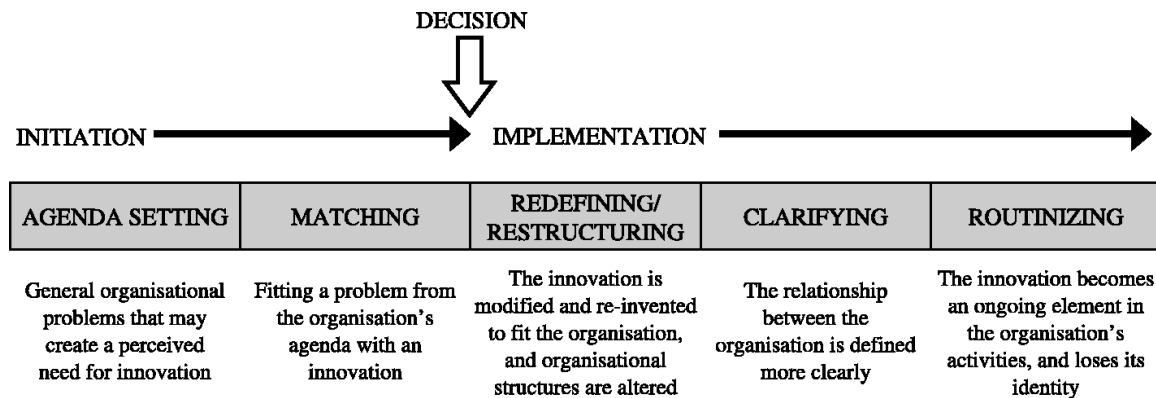 DECISION
INITIATION
IMPLEMENTATION
AGENDA SETTING
MATCHING
REDEFINING/
RESTRUCTURING
CLARIFYING
ROUTINIZING
General organisational
problems that may
create a perceived
need for innovation
Fitting a problem from
the organisation's
agenda with an
innovation
The innovation is
modified and re-invented
to fit the organisation,
and organisational
structures are altered
The relationship
between the
organisation is defined
more clearly
The innovation becomes
an ongoing element in
the organisation's
activities, and loses its
identity